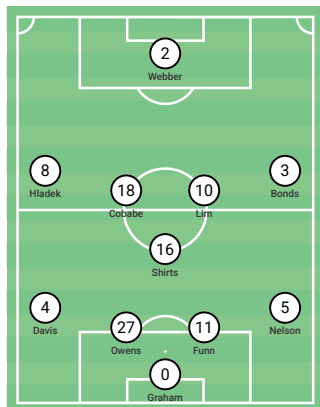 2
Webber
8
Hladek
18
Cobabe
10
Lim
3
Bonds
16
Shirts
4
Davis
27
Owens
11
Funn
5
Nelson
0
Graham